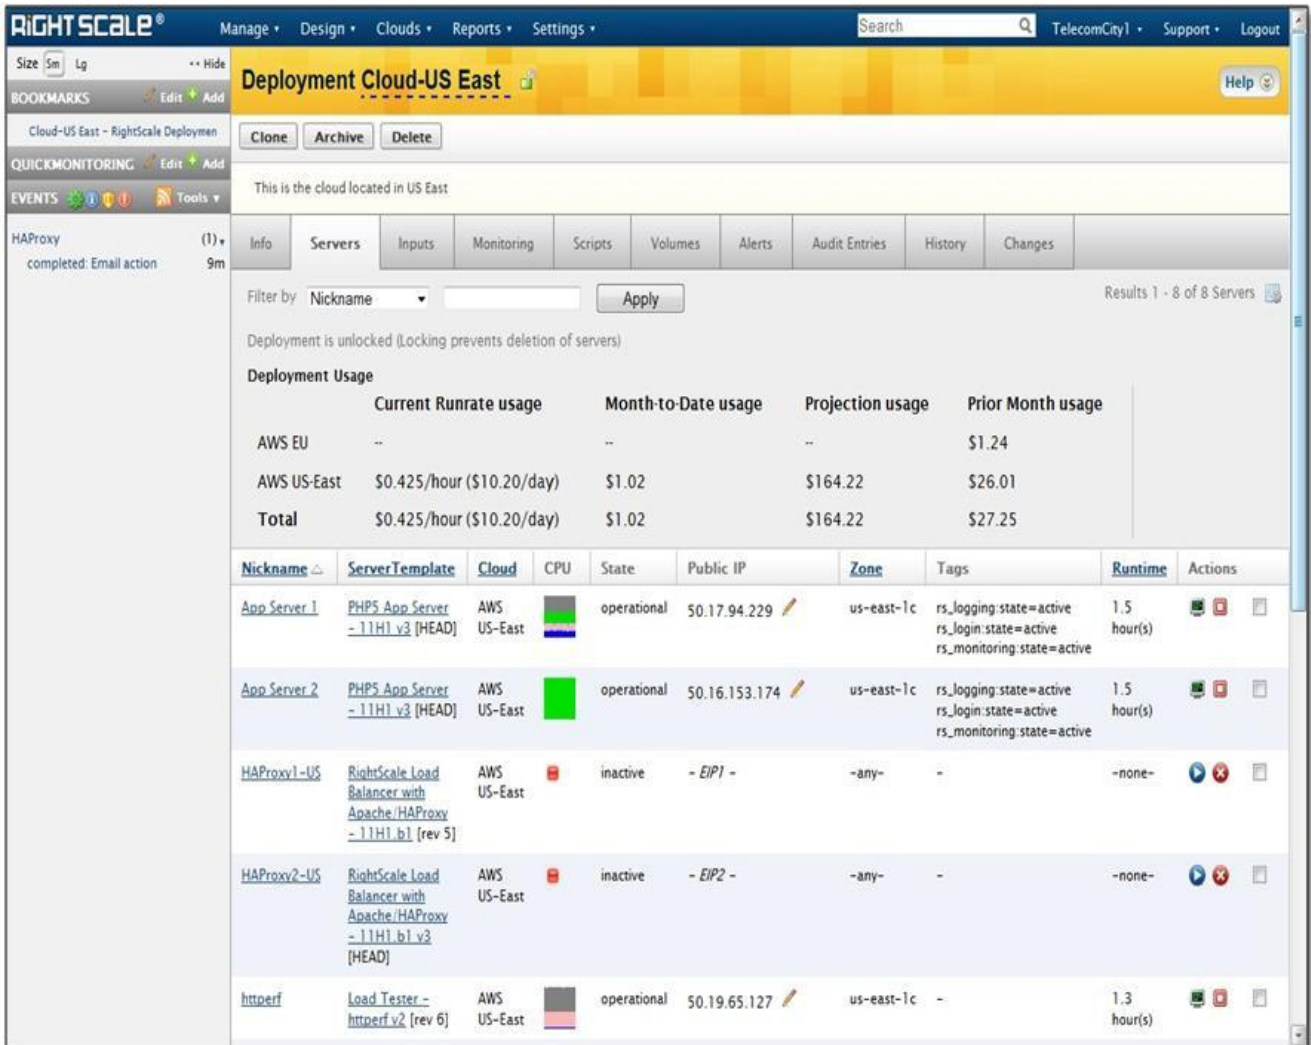 RIGHTSCALE®
Manage Design Clouds Reports Settings Search TelecomCity1 Support Logout
Size Sm Lg Hide
BOOKMARKS Edit Add
Cloud-US East - RightScale Deploymen
QUICKMONITORING Edit Add
EVENTS Tools
HAProxy (1)
completed: Email action 9m
Deployment Cloud-US East
Help
Clone Archive Delete
This is the cloud located in US East
Info Servers Inputs Monitoring Scripts Volumes Alerts Audit Entries History Changes
Filter by Nickname Apply Results 1 - 8 of 8 Servers
Deployment is unlocked (Locking prevents deletion of servers)
Deployment Usage
Current Runrate usage Month-to-Date usage Projection usage Prior Month usage
AWS EU -- -- -- $1.24
AWS US-East $0.425/hour ($10.20/day) $1.02 $164.22 $26.01
Total $0.425/hour ($10.20/day) $1.02 $164.22 $27.25
Nickname ServerTemplate Cloud CPU State Public IP Zone Tags Runtime Actions
App Server 1 PHP5 App Server AWS operational 50.17.94.229 us-east-1c rs_logging:state=active 1.5
- 11H1 v3 [HEAD] US-East rs_login:state=active hour(s)
rs_monitoring:state=active
App Server 2 PHP5 App Server AWS operational 50.16.153.174 us-east-1c rs_logging:state=active 1.5
- 11H1 v3 [HEAD] US-East rs_login:state=active hour(s)
rs_monitoring:state=active
HAProxy1-US RightScale Load AWS inactive - EIP1 - -any- - -none-
Balancer with US-East
Apache/HAProxy
- 11H1.b1 [rev 5]
HAProxy2-US RightScale Load AWS inactive - EIP2 - -any- - -none-
Balancer with US-East
Apache/HAProxy
- 11H1.b1 v3
[HEAD]
httperf Load Tester - AWS operational 50.19.65.127 us-east-1c - 1.3
httperf v2 [rev 6] US-East hour(s)